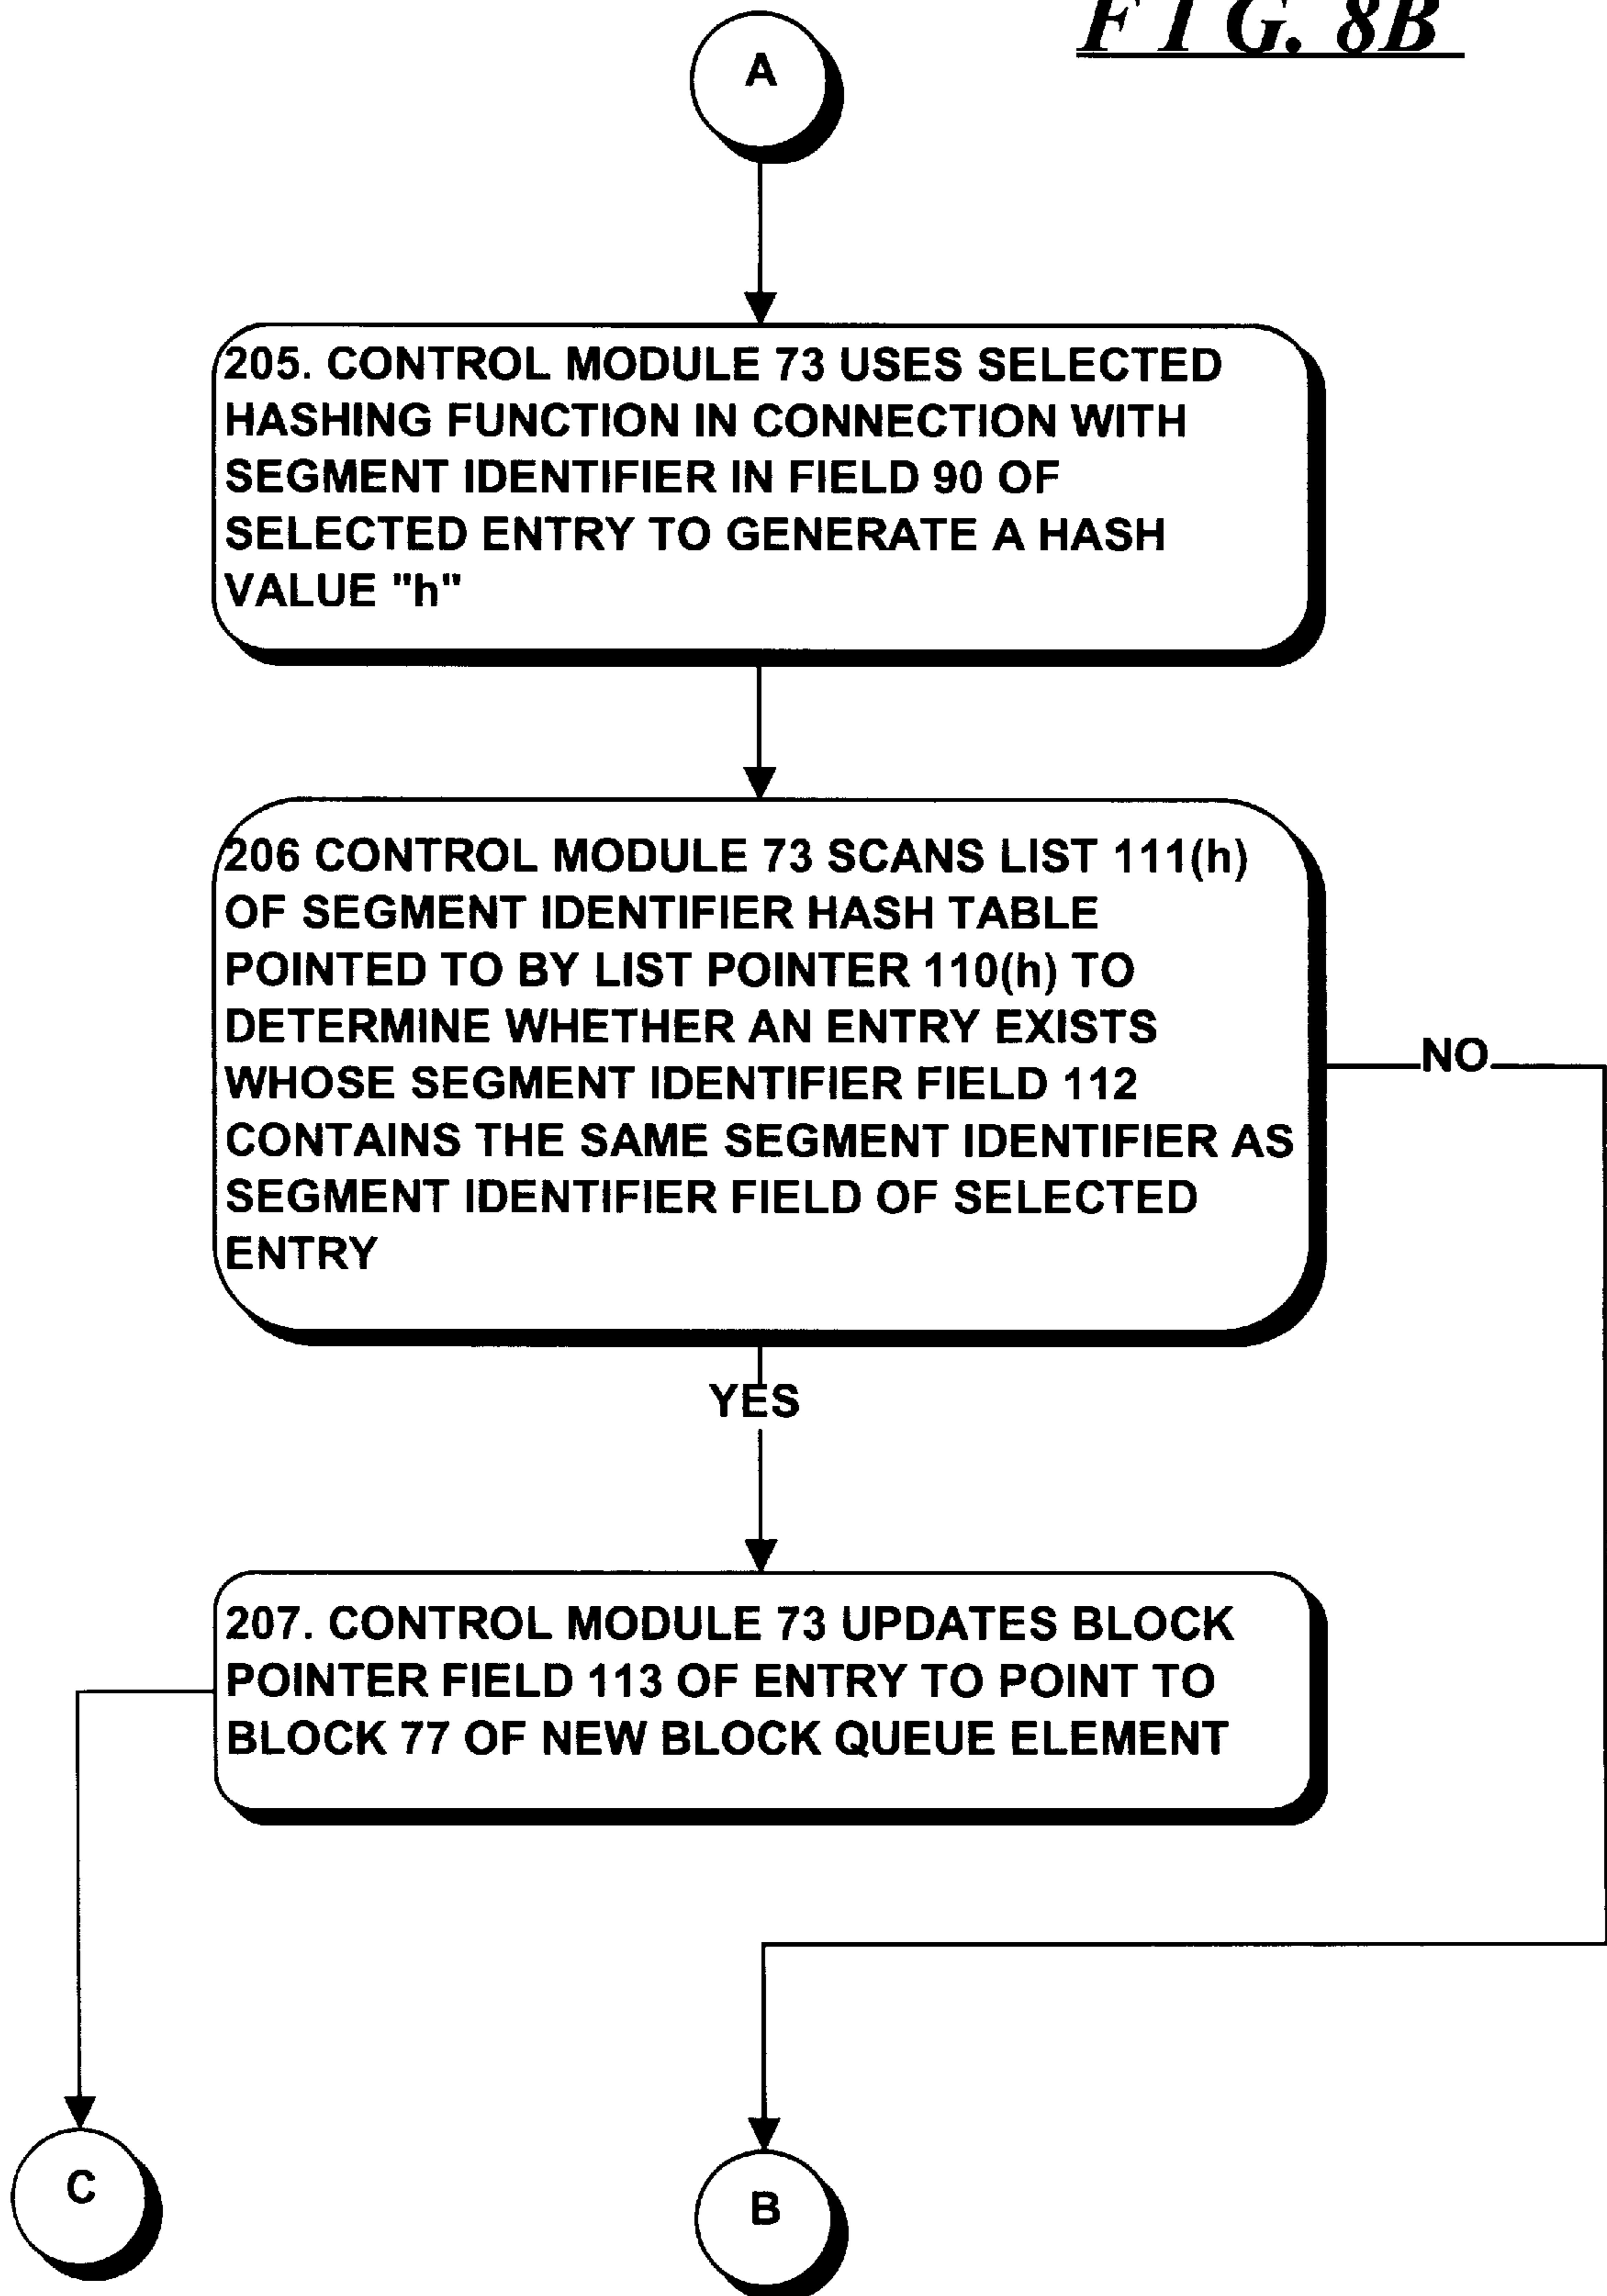 F I G. 8B
A
205. CONTROL MODULE 73 USES SELECTED
HASHING FUNCTION IN CONNECTION WITH
SEGMENT IDENTIFIER IN FIELD 90 OF
SELECTED ENTRY TO GENERATE A HASH
VALUE "h"
206 CONTROL MODULE 73 SCANS LIST 111(h)
OF SEGMENT IDENTIFIER HASH TABLE
POINTED TO BY LIST POINTER 110(h) TO
DETERMINE WHETHER AN ENTRY EXISTS
WHOSE SEGMENT IDENTIFIER FIELD 112
CONTAINS THE SAME SEGMENT IDENTIFIER AS
SEGMENT IDENTIFIER FIELD OF SELECTED
ENTRY
NO
YES
207. CONTROL MODULE 73 UPDATES BLOCK
POINTER FIELD 113 OF ENTRY TO POINT TO
BLOCK 77 OF NEW BLOCK QUEUE ELEMENT
C
B